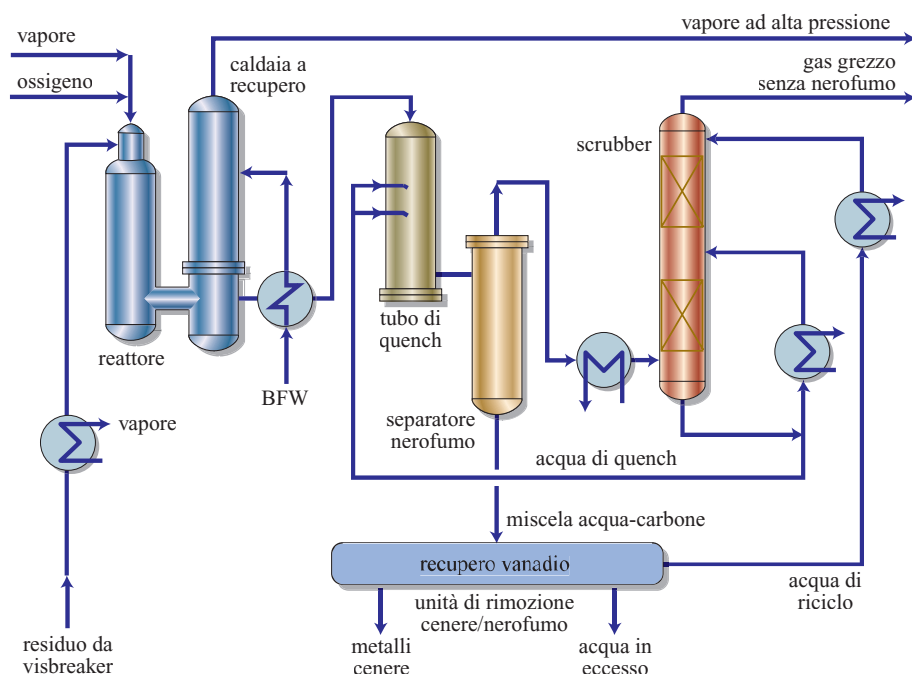 vapore
ossigeno
caldaia a
recupero
vapore ad alta pressione
gas grezzo
senza nerofumo
scrubber
reattore
BFW
tubo di
quench
vapore
separatore
nerofumo
acqua di quench
miscela acqua-carbone
recupero vanadio
unità di rimozione
cenere/nerofumo
acqua di
riciclo
residuo da
visbreaker
metalli
cenere
acqua in
eccesso